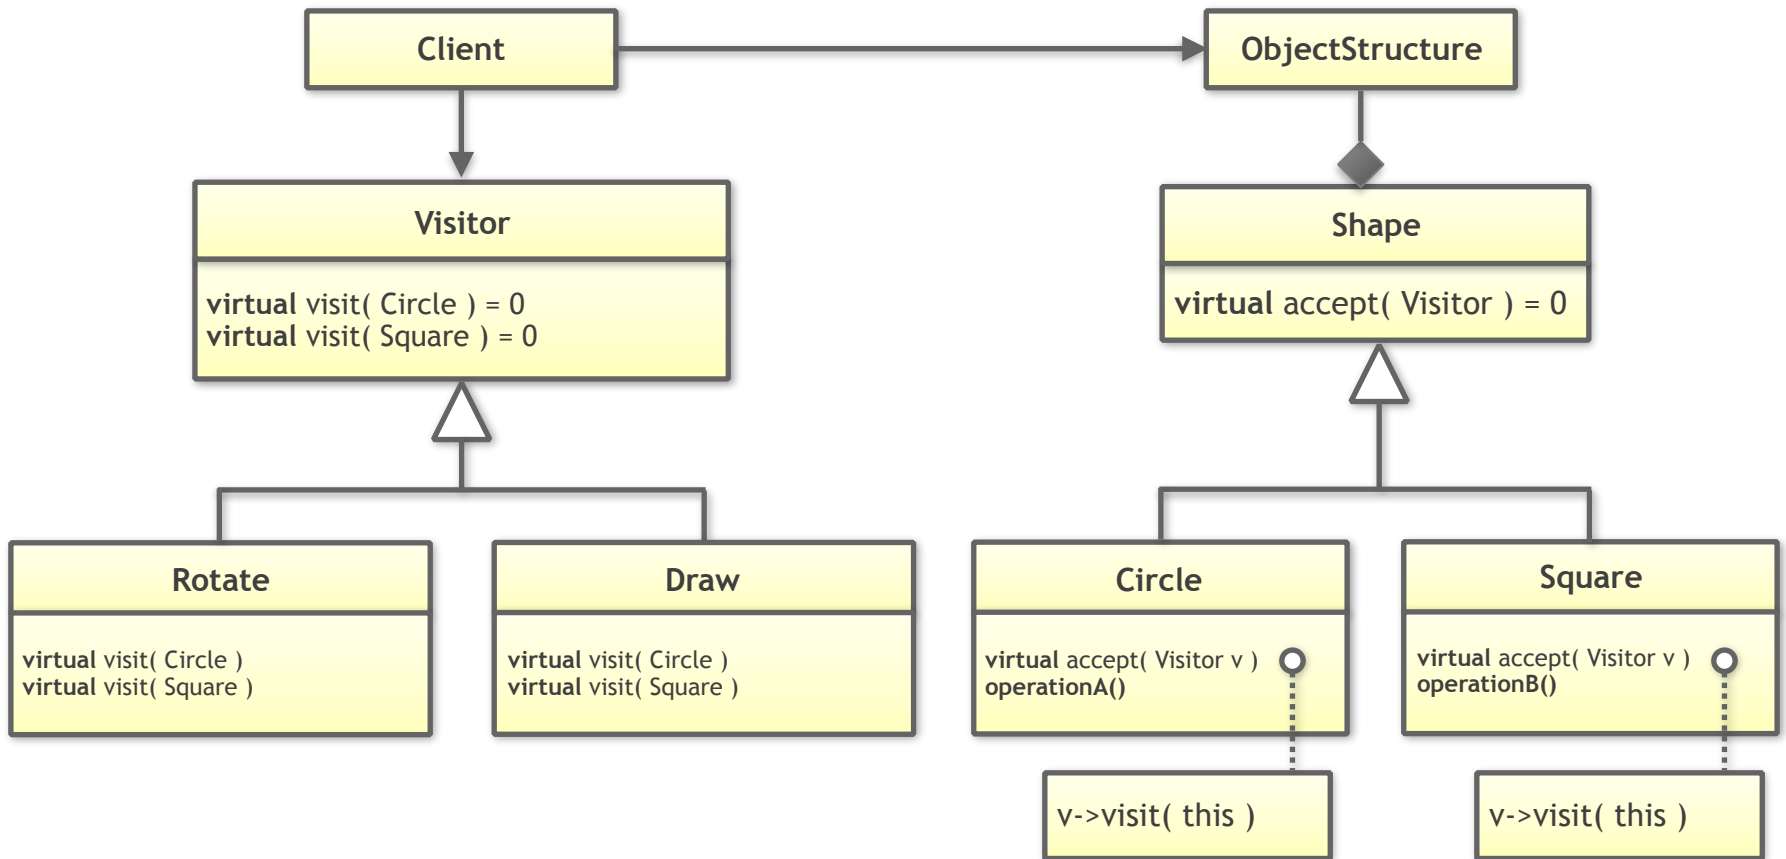 Client
ObjectStructure
Visitor
virtual visit( Circle ) = 0
virtual visit( Square ) = 0
Shape
virtual accept( Visitor ) = 0
Rotate
virtual visit( Circle )
virtual visit( Square )
Draw
virtual visit( Circle )
virtual visit( Square )
Circle
virtual accept( Visitor v )
operationA()
Square
virtual accept( Visitor v )
operationB()
v->visit( this )
v->visit( this )